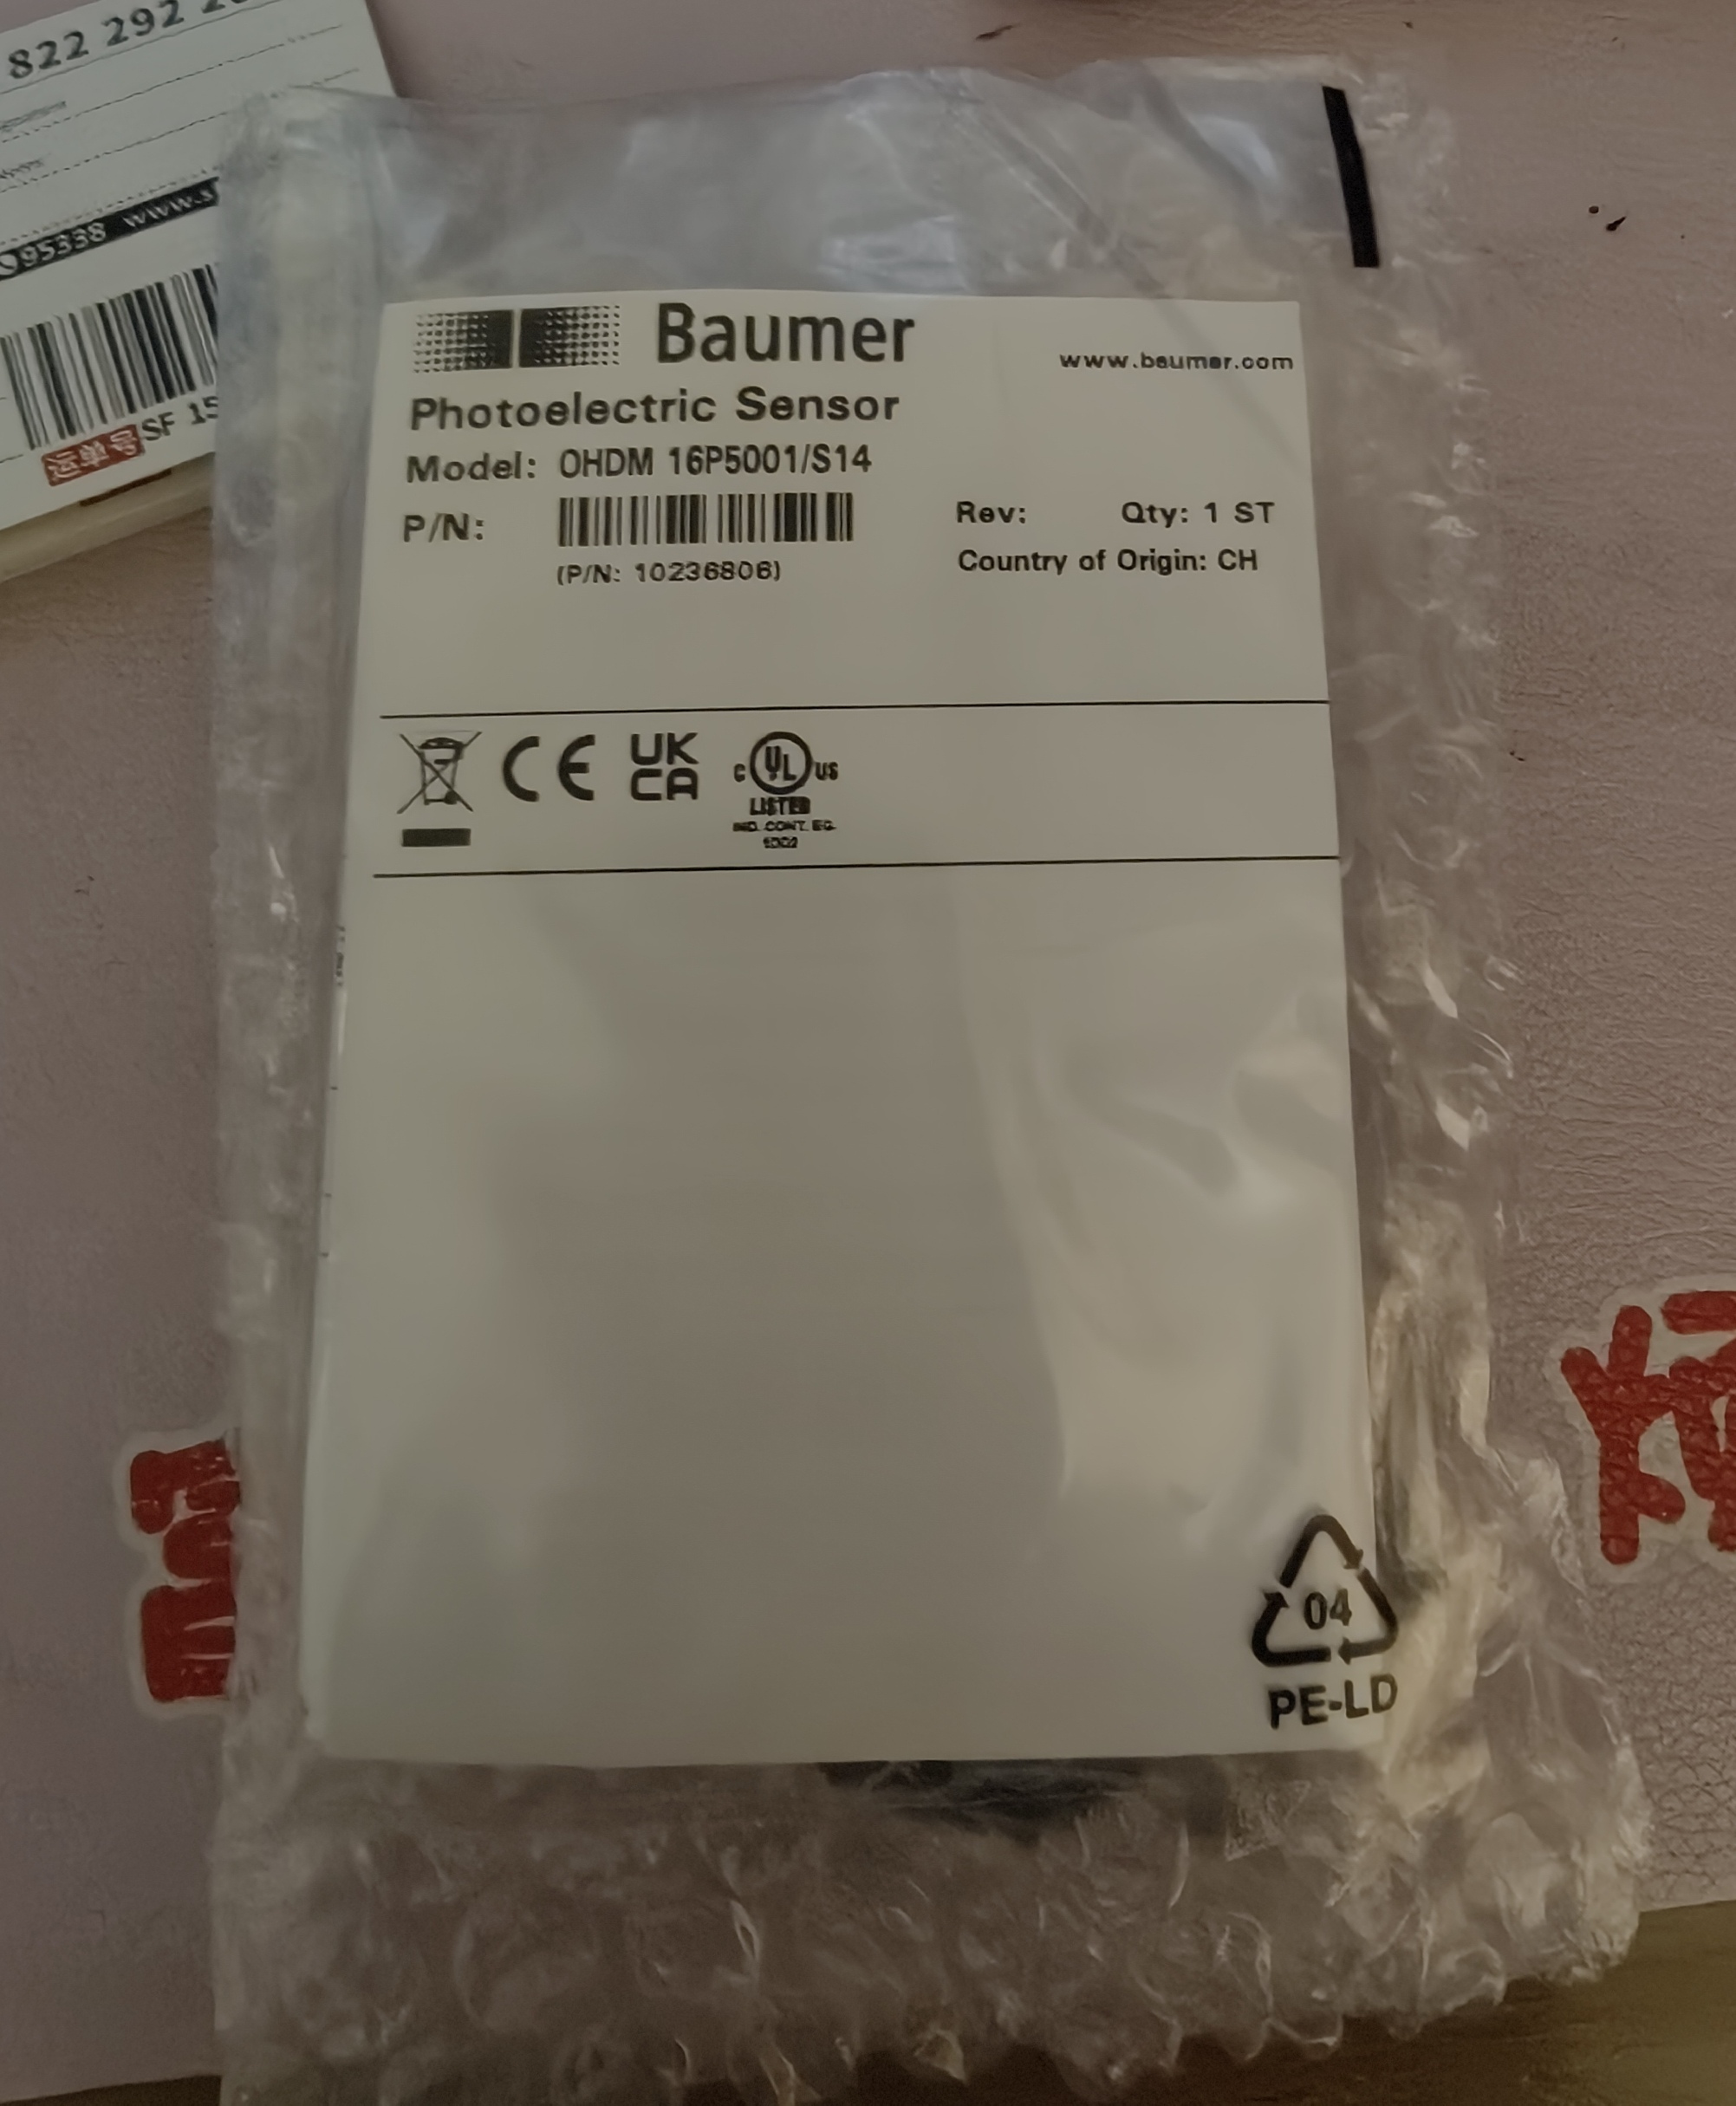 822 292
95338 www.s
SF 15
运单号
Baumer
www.baumer.com
Photoelectric Sensor
Model: OHDM 16P5001/S14
P/N:
Rev: Qty: 1 ST
(P/N: 10236806)
Country of Origin: CH
CE
UK
CA
C UL US
LISTED
IND. CONT. EQ.
04
PE-LD